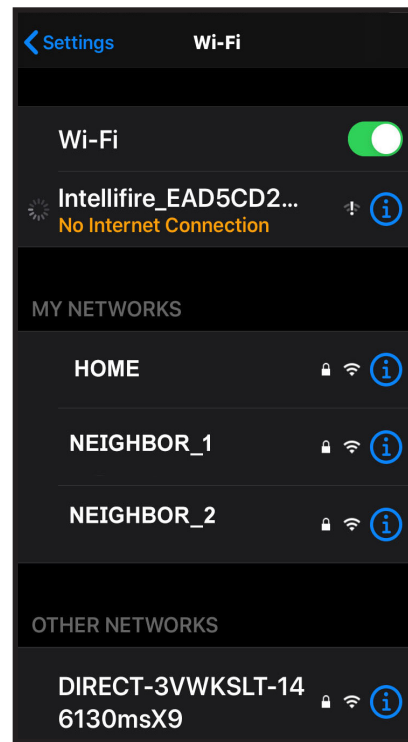 Settings
Wi-Fi
Wi-Fi
Intellifire_EAD5CD2...
No Internet Connection
MY NETWORKS
HOME
NEIGHBOR_1
NEIGHBOR_2
OTHER NETWORKS
DIRECT-3VWKSLT-14
6130msX9